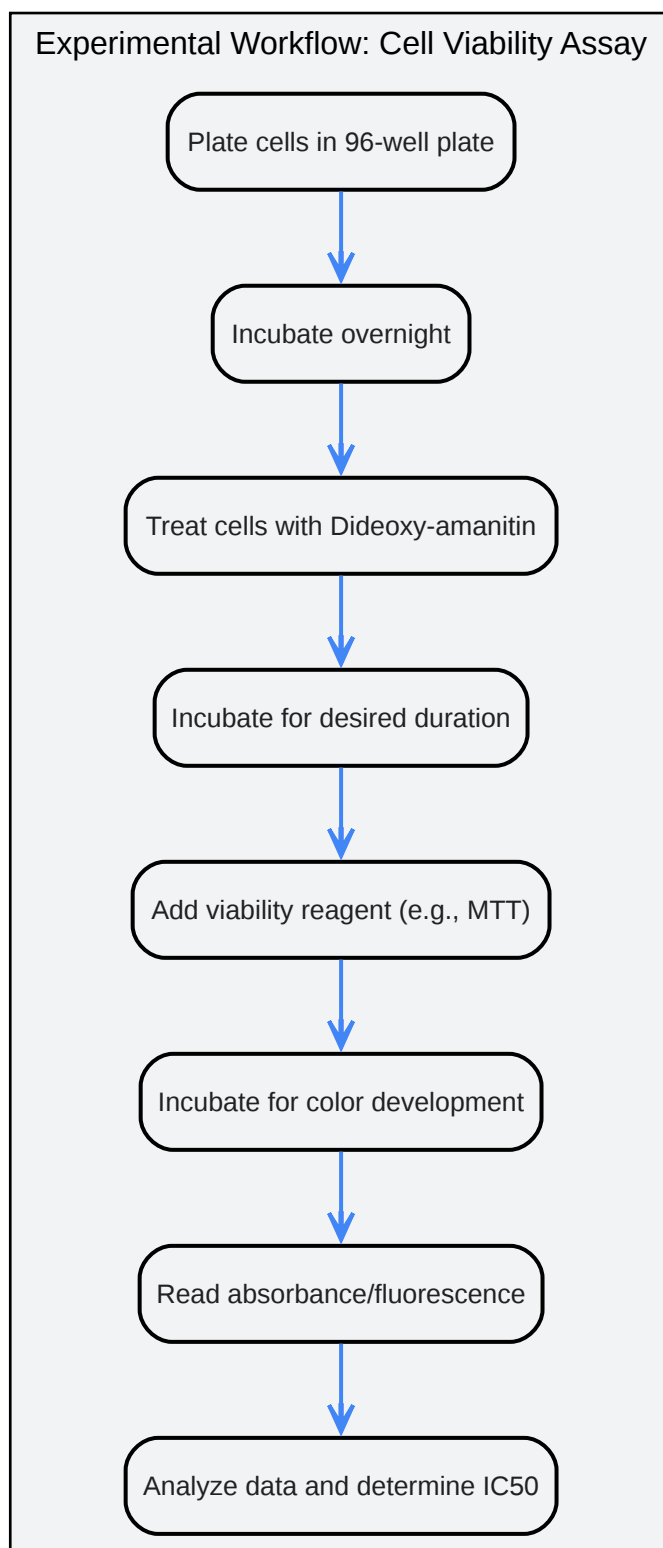 Experimental Workflow: Cell Viability Assay
Plate cells in 96-well plate
Incubate overnight
Treat cells with Dideoxy-amanitin
Incubate for desired duration
Add viability reagent (e.g., MTT)
Incubate for color development
Read absorbance/fluorescence
Analyze data and determine IC50